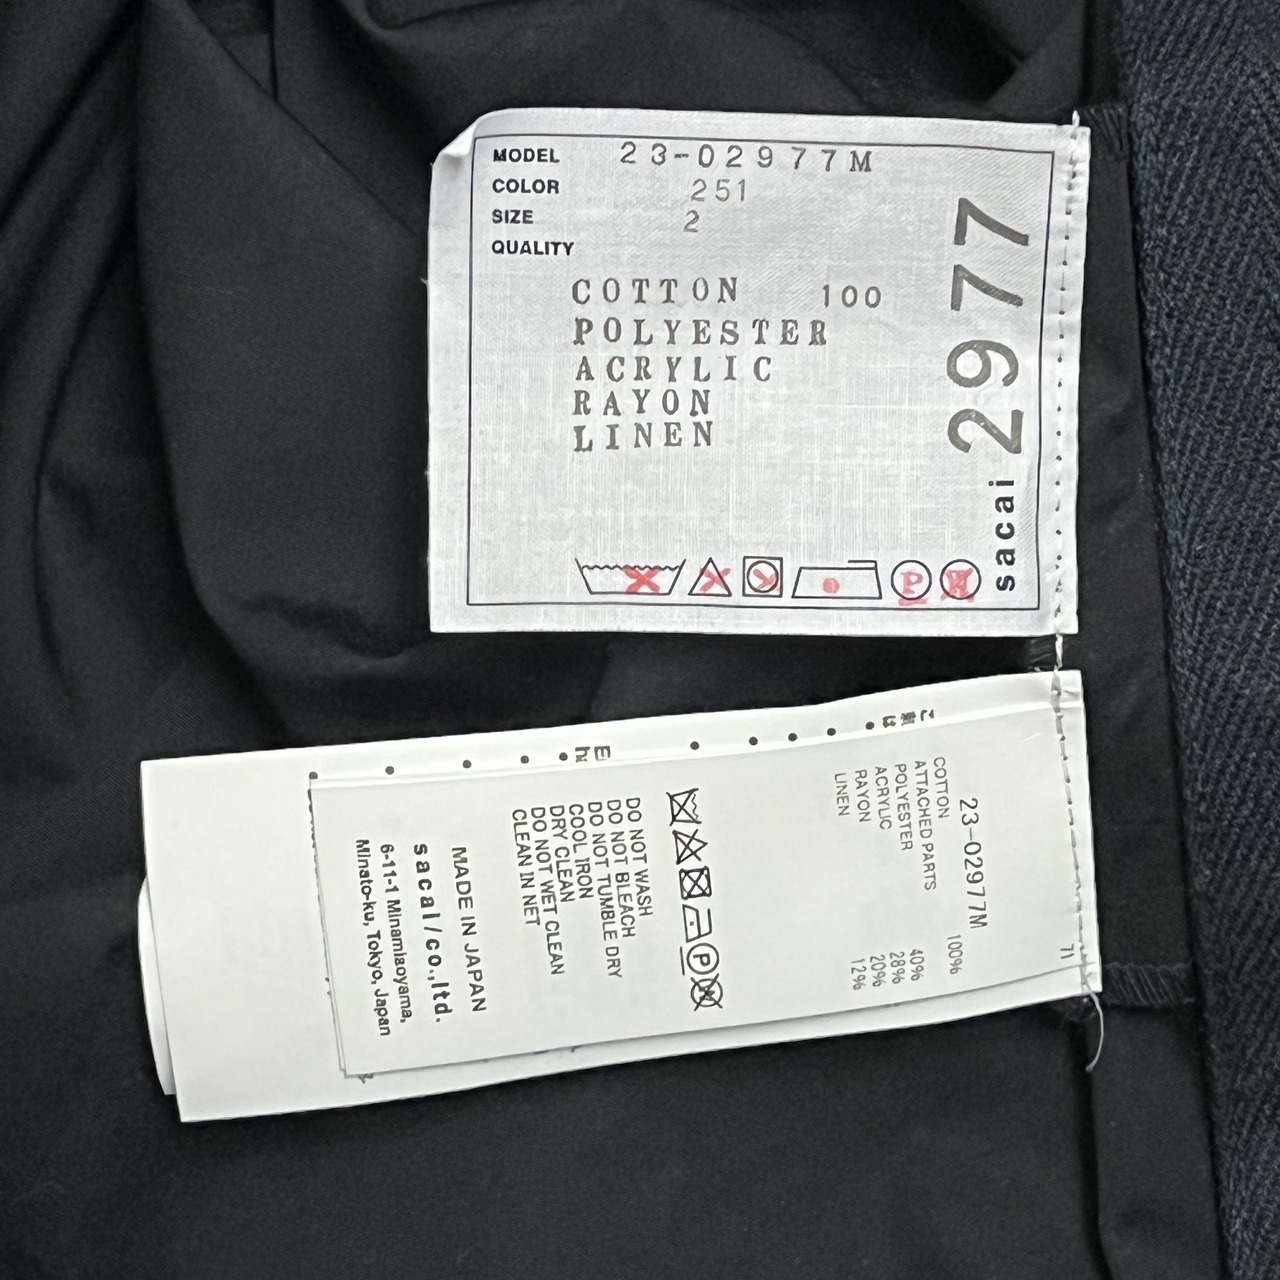 MODEL 23-02977M
COLOR 251
SIZE 2
QUALITY
COTTON 100
POLYESTER
ACRYLIC
RAYON
LINEN
P
sacai 2977
71
23-02977M
COTTON 100%
ATTACHED PARTS
POLYESTER 40%
ACRYLIC 28%
RAYON 20%
LINEN 12%
P
DO NOT WASH
DO NOT BLEACH
DO NOT TUMBLE DRY
COOL IRON
DRY CLEAN
DO NOT WET CLEAN
CLEAN IN NET
MADE IN JAPAN
sacai/co.,ltd.
6-11-1 Minamiaoyama,
Minato-ku, Tokyo, Japan